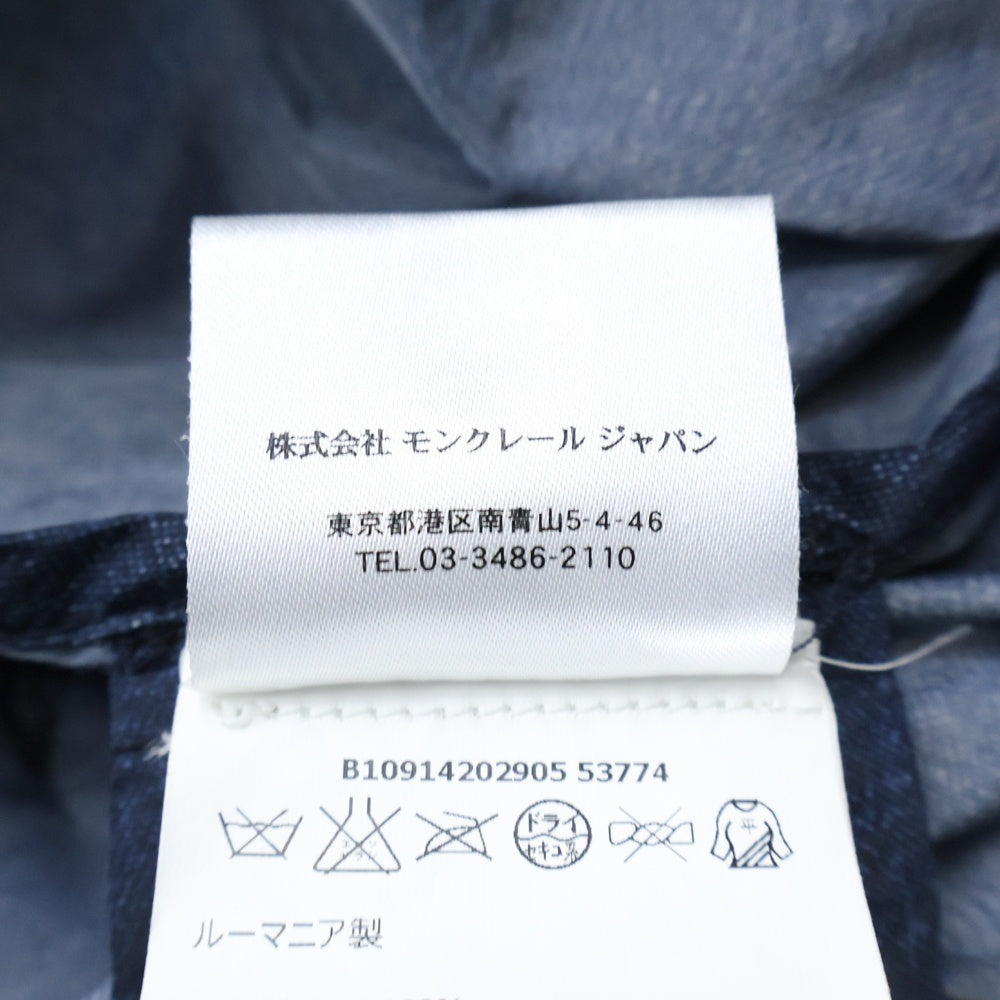 株式会社 モンクレール ジャパン
東京都港区南青山5-4-46
TEL.03-3486-2110
B10914202905 53774
ドライ
セキユ系
平
ルーマニア製